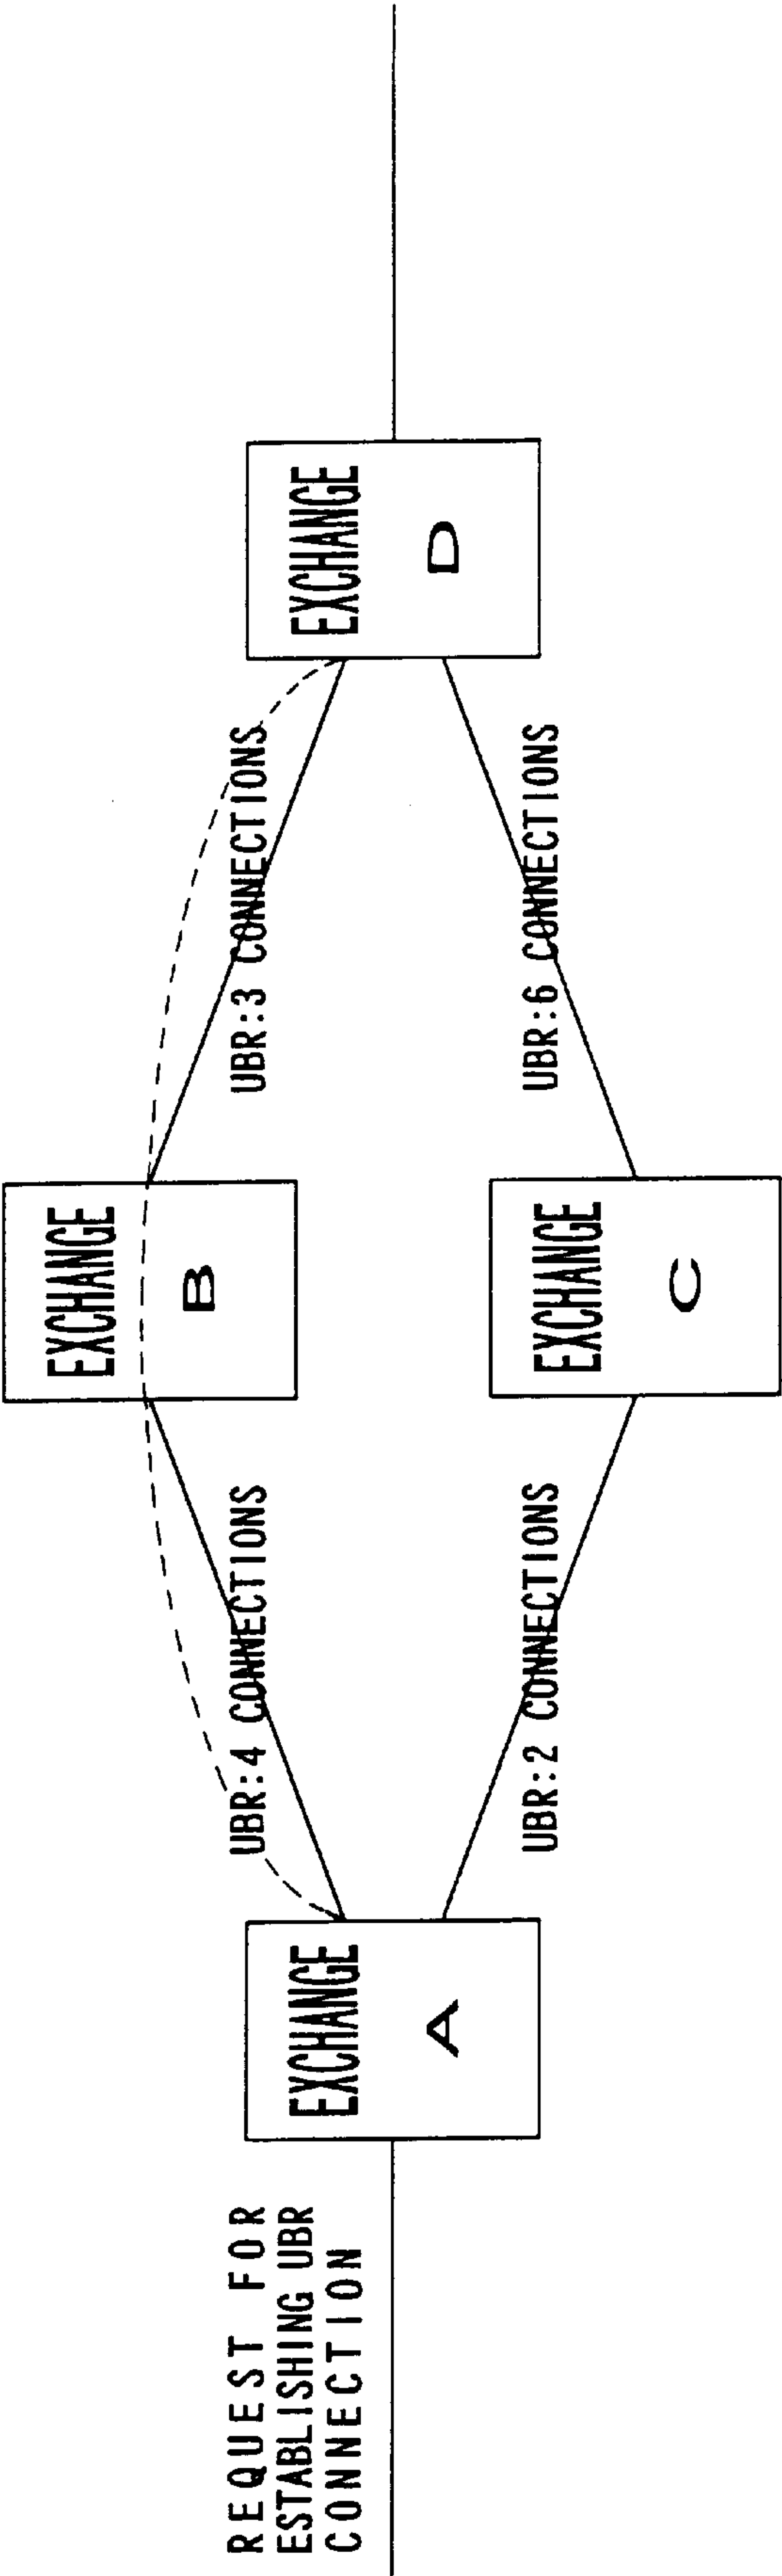 REQUEST FOR
ESTABLISHING UBR
CONNECTION
EXCHANGE
A
UBR:4 CONNECTIONS
UBR:2 CONNECTIONS
EXCHANGE
B
EXCHANGE
C
UBR:3 CONNECTIONS
UBR:6 CONNECTIONS
EXCHANGE
D